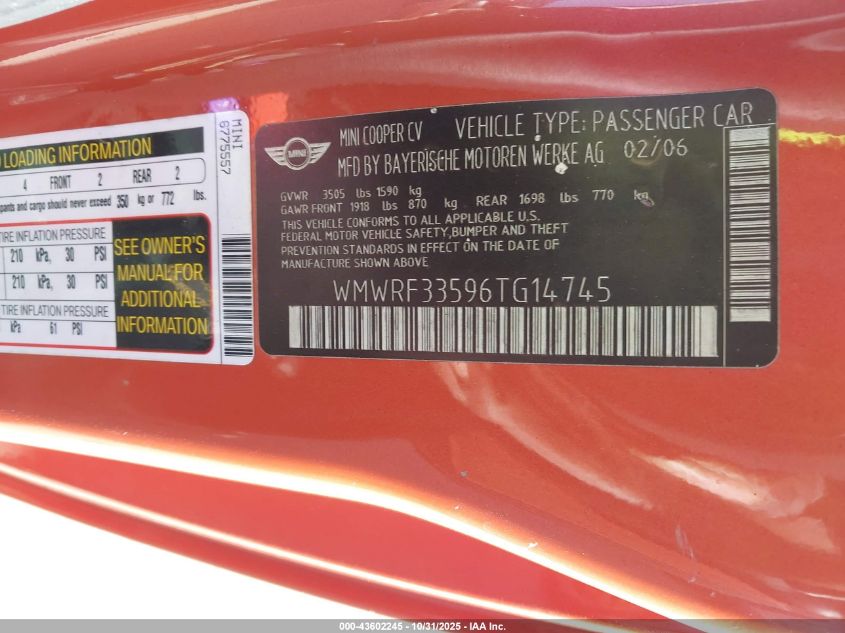 MINI
6775557
LOADING INFORMATION
4 FRONT 2 REAR 2
pants and cargo should never exceed 350 kg or 772 lbs.
TIRE INFLATION PRESSURE
210 kPa, 30 PSI
210 kPa, 30 PSI
TIRE INFLATION PRESSURE
kPa 61 PSI
SEE OWNER'S
MANUAL FOR
ADDITIONAL
INFORMATION
MINI
MINI
MINI COOPER CV VEHICLE TYPE: PASSENGER CAR
MFD BY BAYERISCHE MOTOREN WERKE AG 02/06
GVWR 3505 lbs 1590 kg
GAWR FRONT 1918 lbs 870 kg REAR 1698 lbs 770 kg
THIS VEHICLE CONFORMS TO ALL APPLICABLE U.S.
FEDERAL MOTOR VEHICLE SAFETY,BUMPER AND THEFT
PREVENTION STANDARDS IN EFFECT ON THE DATE OF
MANUFACTURE SHOWN ABOVE
WMWRF33596TG14745
000-43602245 - 10/31/2025 - IAA Inc.